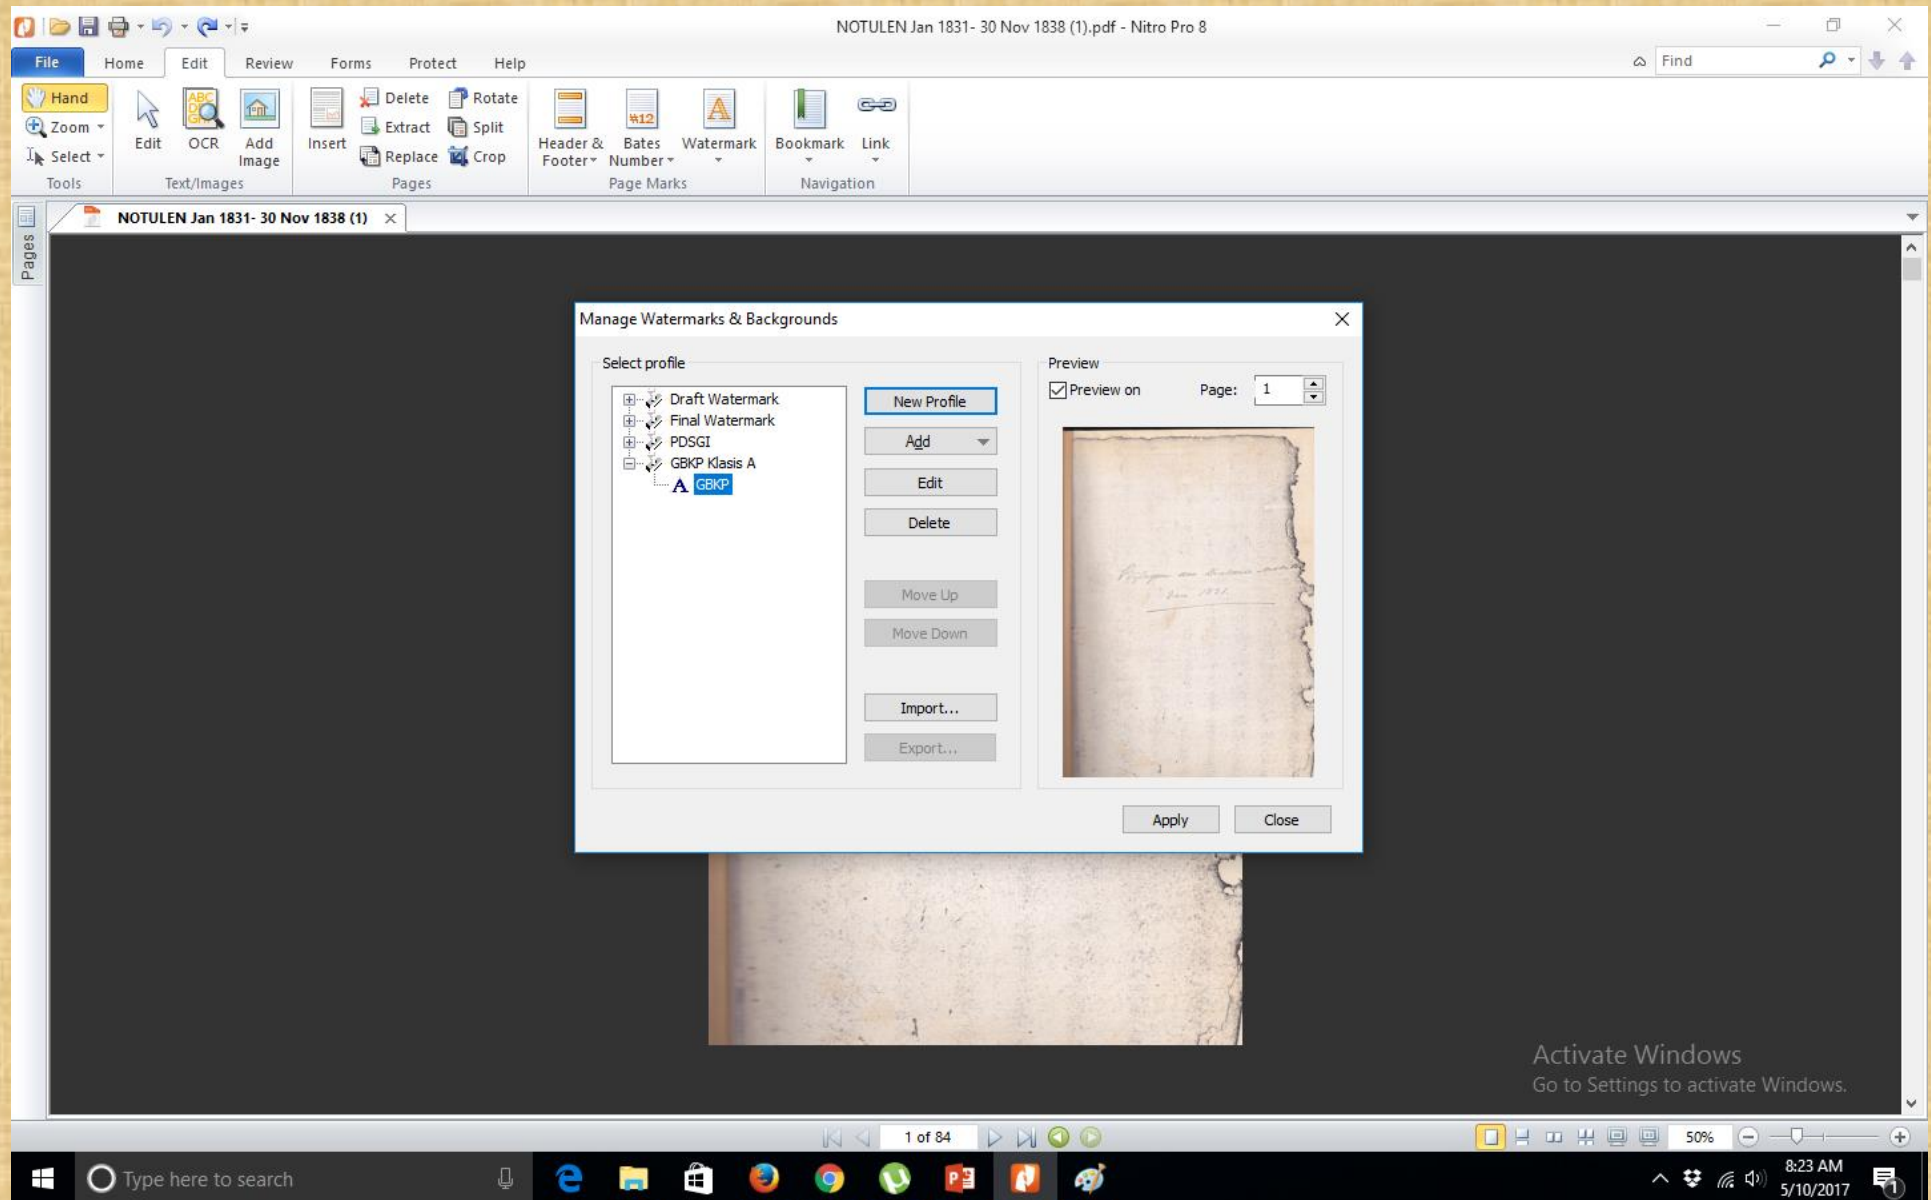 NOTULEN Jan 1831- 30 Nov 1838 (1).pdf - Nitro Pro 8
File Home Edit Review Forms Protect Help Find
Hand
Zoom
Select
Tools
Edit OCR Add Image
Text/Images
Insert Delete Rotate
Extract Split
Replace Crop
Pages
Header & Footer Bates Number Watermark
#12
Page Marks
Bookmark Link
Navigation
Pages
NOTULEN Jan 1831- 30 Nov 1838 (1)
Manage Watermarks & Backgrounds
Select profile
Draft Watermark
Final Watermark
PDSGI
GBKP Klasis A
A GBKP
New Profile
Add
Edit
Delete
Move Up
Move Down
Import...
Export...
Preview
Preview on Page: 1
Apply Close
Activate Windows
Go to Settings to activate Windows.
1 of 84 50%
Type here to search
8:23 AM
5/10/2017